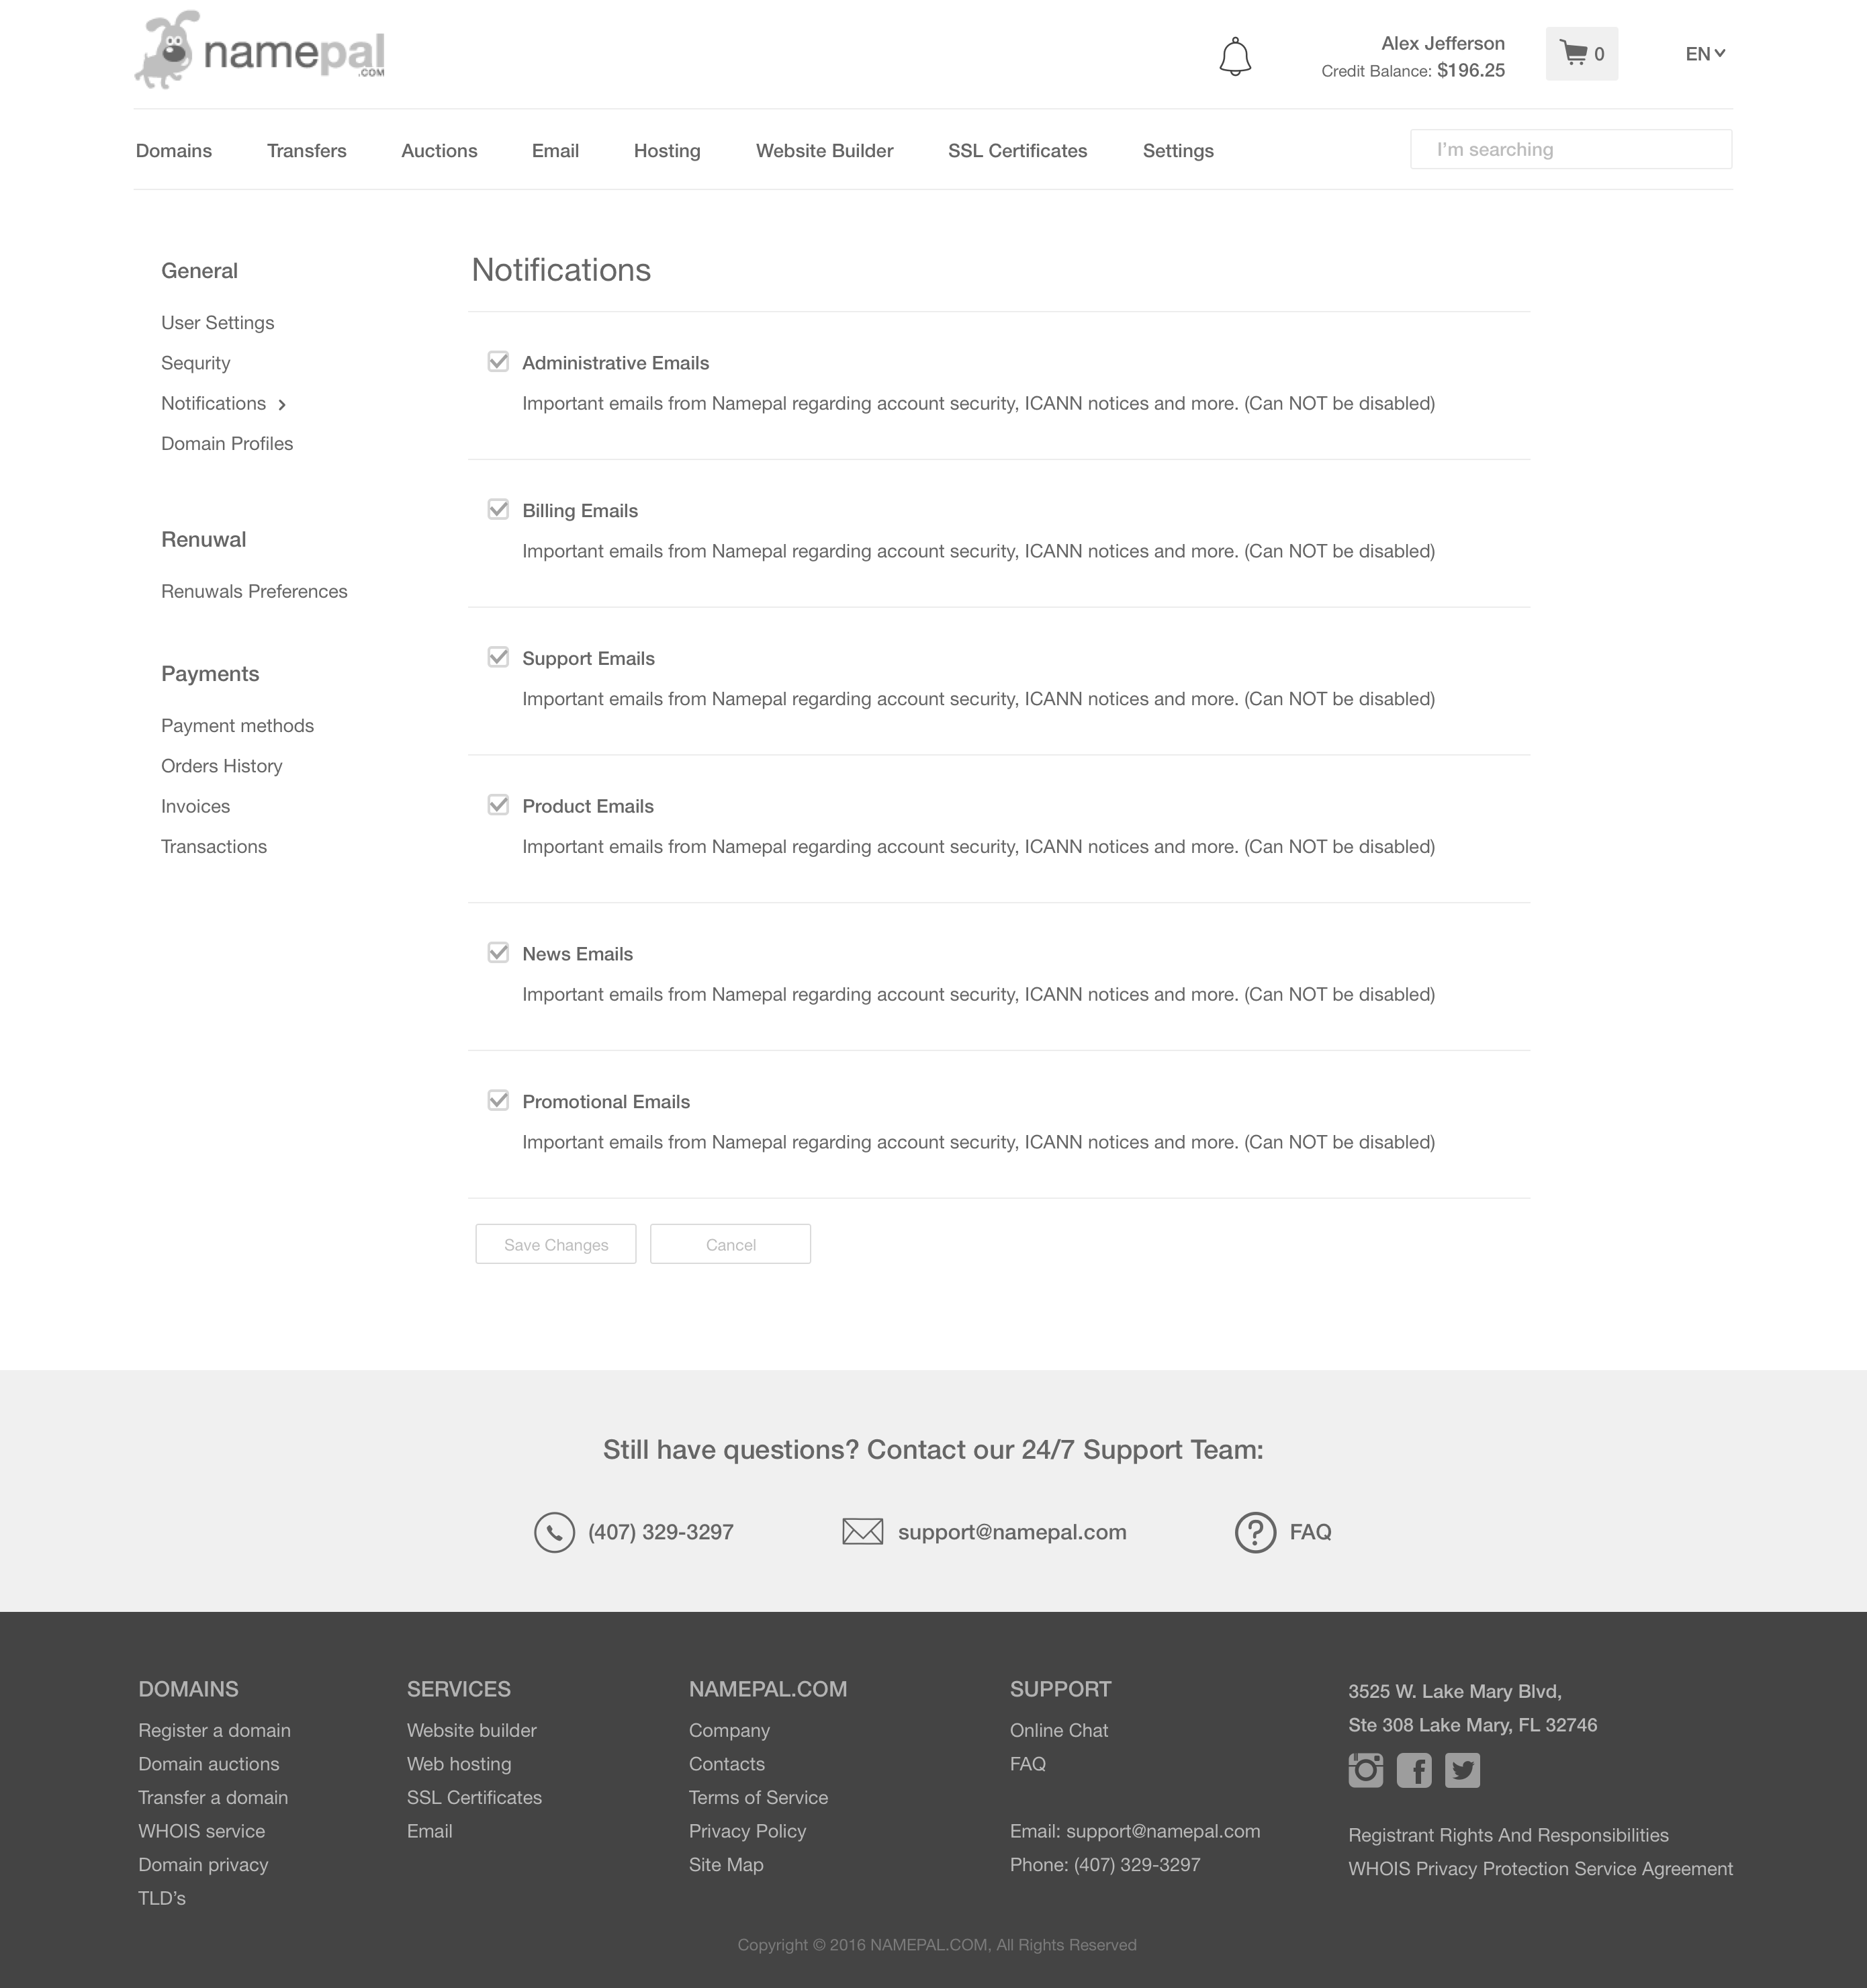 namepal
.COM
Alex Jefferson
Credit Balance: $196.25
0
EN
Domains
Transfers
Auctions
Email
Hosting
Website Builder
SSL Certificates
Settings
I'm searching
General
User Settings
Sequrity
Notifications
Domain Profiles
Renuwal
Renuwals Preferences
Payments
Payment methods
Orders History
Invoices
Transactions
Notifications
Administrative Emails
Important emails from Namepal regarding account security, ICANN notices and more. (Can NOT be disabled)
Billing Emails
Important emails from Namepal regarding account security, ICANN notices and more. (Can NOT be disabled)
Support Emails
Important emails from Namepal regarding account security, ICANN notices and more. (Can NOT be disabled)
Product Emails
Important emails from Namepal regarding account security, ICANN notices and more. (Can NOT be disabled)
News Emails
Important emails from Namepal regarding account security, ICANN notices and more. (Can NOT be disabled)
Promotional Emails
Important emails from Namepal regarding account security, ICANN notices and more. (Can NOT be disabled)
Save Changes
Cancel
Still have questions? Contact our 24/7 Support Team:
(407) 329-3297
support@namepal.com
FAQ
DOMAINS
Register a domain
Domain auctions
Transfer a domain
WHOIS service
Domain privacy
TLD's
SERVICES
Website builder
Web hosting
SSL Certificates
Email
NAMEPAL.COM
Company
Contacts
Terms of Service
Privacy Policy
Site Map
SUPPORT
Online Chat
FAQ
Email: support@namepal.com
Phone: (407) 329-3297
3525 W. Lake Mary Blvd,
Ste 308 Lake Mary, FL 32746
Registrant Rights And Responsibilities
WHOIS Privacy Protection Service Agreement
Copyright © 2016 NAMEPAL.COM, All Rights Reserved